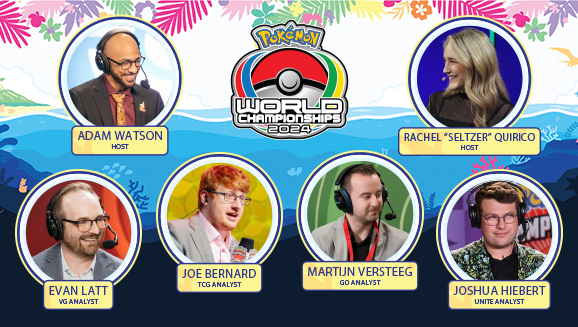 Pokémon
WORLD
CHAMPIONSHIPS
2024
ADAM WATSON
HOST
RACHEL "SELTZER" QUIRICO
HOST
EVAN LATT
VG ANALYST
JOE BERNARD
TCG ANALYST
MARTIJN VERSTEEG
GO ANALYST
JOSHUA HIEBERT
UNITE ANALYST